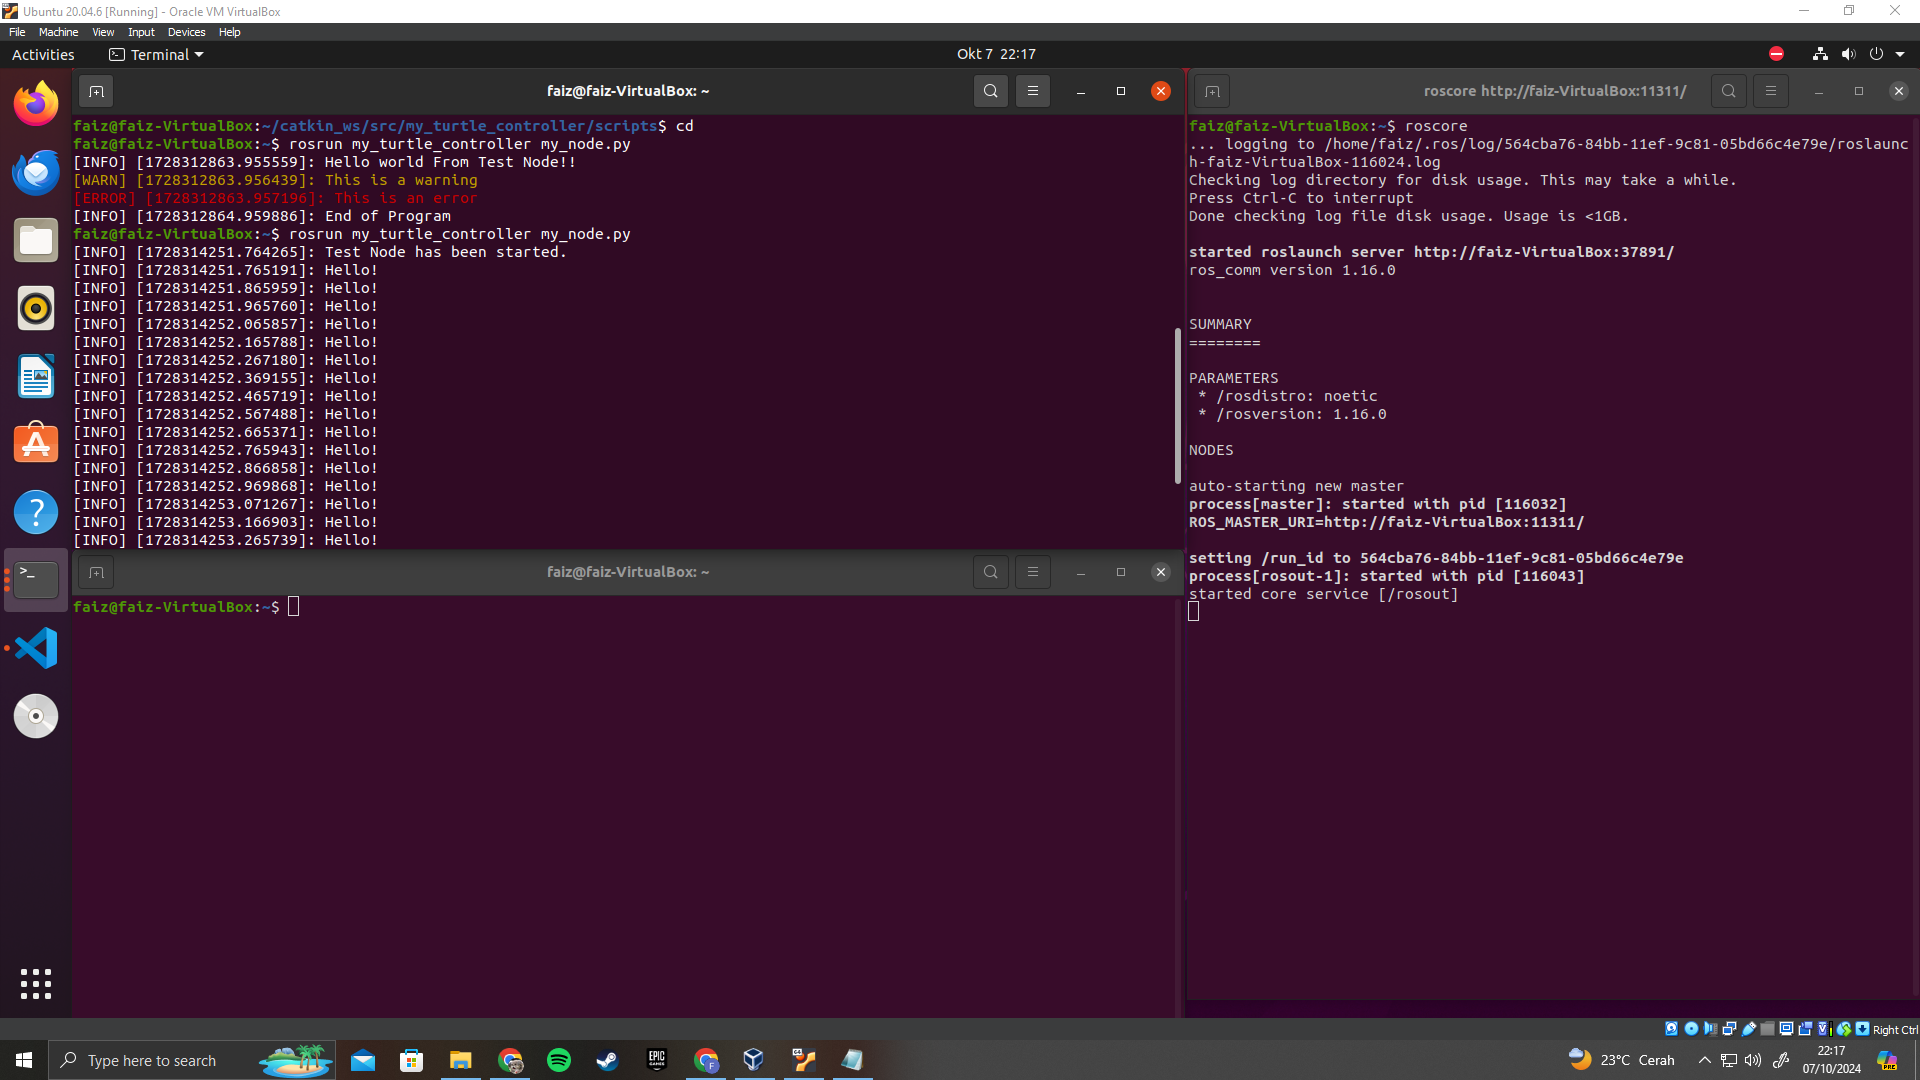 Ubuntu 20.04.6 [Running] - Oracle VM VirtualBox
File Machine View Input Devices Help
Activities Terminal Okt 7 22:17
faiz@faiz-VirtualBox: ~
faiz@faiz-VirtualBox:~/catkin_ws/src/my_turtle_controller/scripts$ cd
faiz@faiz-VirtualBox:~$ rosrun my_turtle_controller my_node.py
[INFO] [1728312863.955559]: Hello world From Test Node!!
[WARN] [1728312863.956439]: This is a warning
[ERROR] [1728312863.957196]: This is an error
[INFO] [1728312864.959886]: End of Program
faiz@faiz-VirtualBox:~$ rosrun my_turtle_controller my_node.py
[INFO] [1728314251.764265]: Test Node has been started.
[INFO] [1728314251.765191]: Hello!
[INFO] [1728314251.865959]: Hello!
[INFO] [1728314251.965760]: Hello!
[INFO] [1728314252.065857]: Hello!
[INFO] [1728314252.165788]: Hello!
[INFO] [1728314252.267180]: Hello!
[INFO] [1728314252.369155]: Hello!
[INFO] [1728314252.465719]: Hello!
[INFO] [1728314252.567488]: Hello!
[INFO] [1728314252.665371]: Hello!
[INFO] [1728314252.765943]: Hello!
[INFO] [1728314252.866858]: Hello!
[INFO] [1728314252.969868]: Hello!
[INFO] [1728314253.071267]: Hello!
[INFO] [1728314253.166903]: Hello!
[INFO] [1728314253.265739]: Hello!
faiz@faiz-VirtualBox: ~
faiz@faiz-VirtualBox:~$
roscore http://faiz-VirtualBox:11311/
faiz@faiz-VirtualBox:~$ roscore
... logging to /home/faiz/.ros/log/564cba76-84bb-11ef-9c81-05bd66c4e79e/roslaunc
h-faiz-VirtualBox-116024.log
Checking log directory for disk usage. This may take a while.
Press Ctrl-C to interrupt
Done checking log file disk usage. Usage is <1GB.
started roslaunch server http://faiz-VirtualBox:37891/
ros_comm version 1.16.0
SUMMARY
========
PARAMETERS
* /rosdistro: noetic
* /rosversion: 1.16.0
NODES
auto-starting new master
process[master]: started with pid [116032]
ROS_MASTER_URI=http://faiz-VirtualBox:11311/
setting /run_id to 564cba76-84bb-11ef-9c81-05bd66c4e79e
process[rosout-1]: started with pid [116043]
started core service [/rosout]
Right Ctrl
Type here to search
EPIC GAMES
23°C Cerah
22:17
07/10/2024